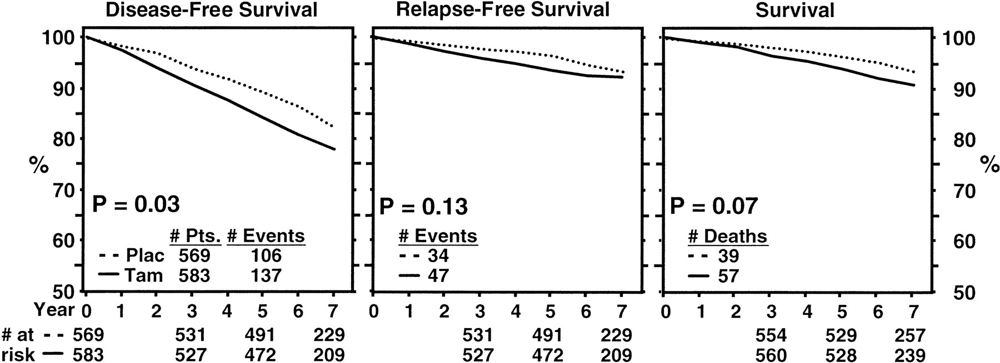 Disease-Free Survival Relapse-Free Survival Survival
100 100
90 90
80 80
% %
70 70
P = 0.03 P = 0.13 P = 0.07
# Pts. # Events # Events # Deaths
60 60
-- Plac 569 106 -- 34 -- 39
— Tam 583 137 — 47 — 57
50 50
Year 0 1 2 3 4 5 6 7 0 1 2 3 4 5 6 7 0 1 2 3 4 5 6 7
# at -- 569 531 491 229 531 491 229 554 529 257
risk — 583 527 472 209 527 472 209 560 528 239